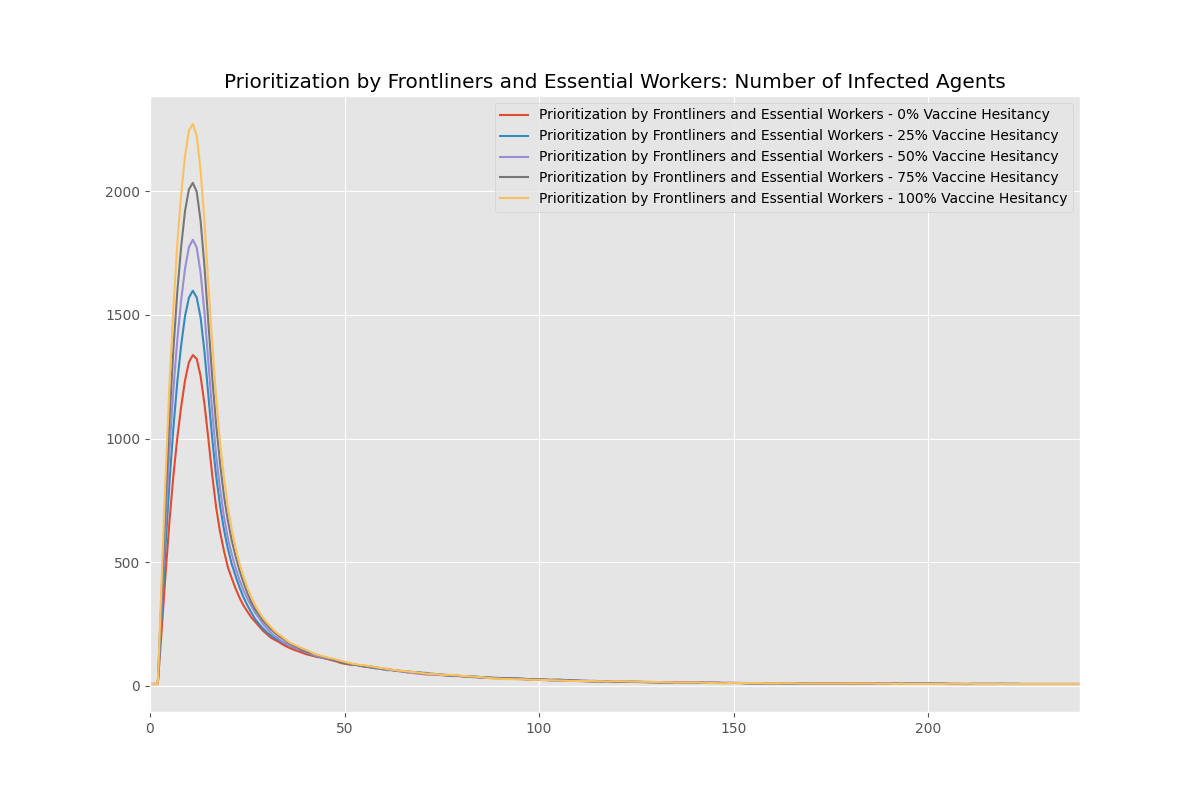 Prioritization by Frontliners and Essential Workers: Number of Infected Agents
Prioritization by Frontliners and Essential Workers - 0% Vaccine Hesitancy
Prioritization by Frontliners and Essential Workers - 25% Vaccine Hesitancy
Prioritization by Frontliners and Essential Workers - 50% Vaccine Hesitancy
Prioritization by Frontliners and Essential Workers - 75% Vaccine Hesitancy
Prioritization by Frontliners and Essential Workers - 100% Vaccine Hesitancy
2000
1500
1000
500
0
0 50 100 150 200